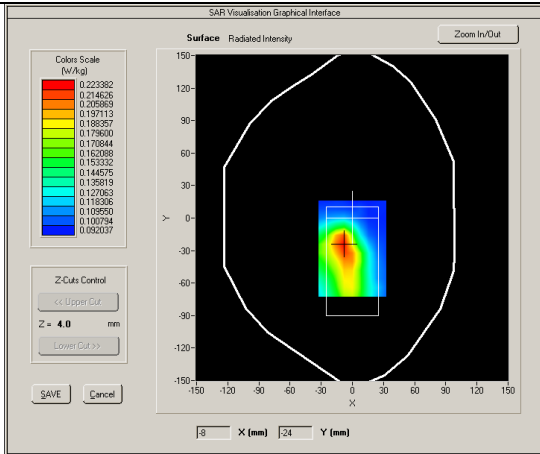 SAR Visualisation Graphical Interface
Surface Radiated Intensity
Zoom In/Out
Colors Scale
(W/kg)
0.223382
0.214626
0.205869
0.197113
0.188357
0.179600
0.170844
0.162088
0.153332
0.144575
0.135819
0.127063
0.118306
0.109550
0.100794
0.092037
Z-Cuts Control
<< Upper Cut
Z = 4.0 mm
Lower Cut >>
SAVE Cancel
150
120
90
60
30
0
-30
-60
-90
-120
-150
Y
-150 -120 -90 -60 -30 0 30 60 90 120 150
X
-8 X (mm) -24 Y (mm)